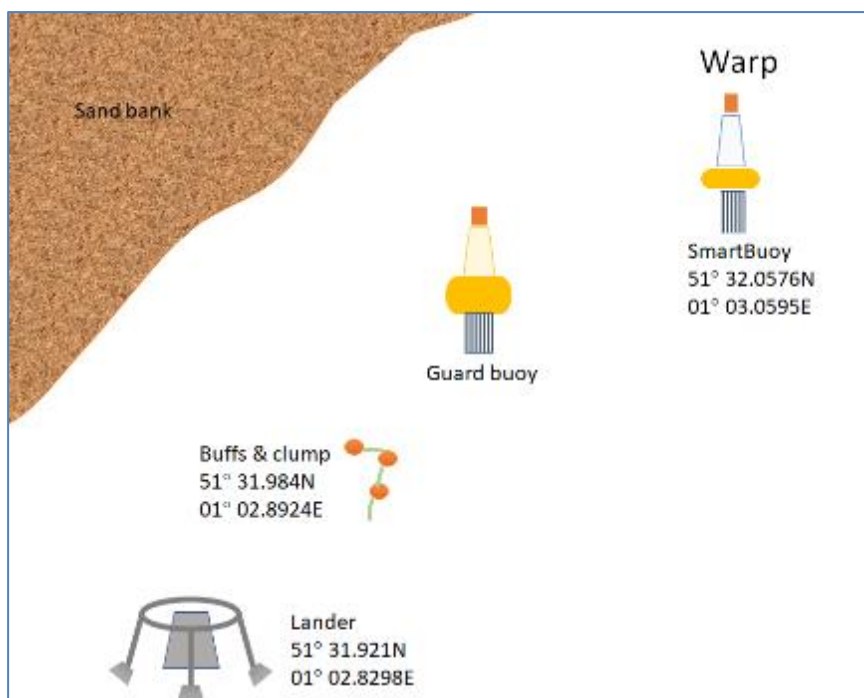 Warp
Sand bank
SmartBuoy
51° 32.0576N
01° 03.0595E
Guard buoy
Buffs & clump
51° 31.984N
01° 02.8924E
Lander
51° 31.921N
01° 02.8298E